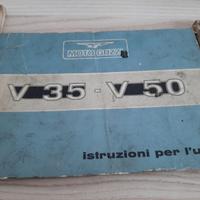 MOTO GUZZI
V 35 - V 50
istruzioni per l'u